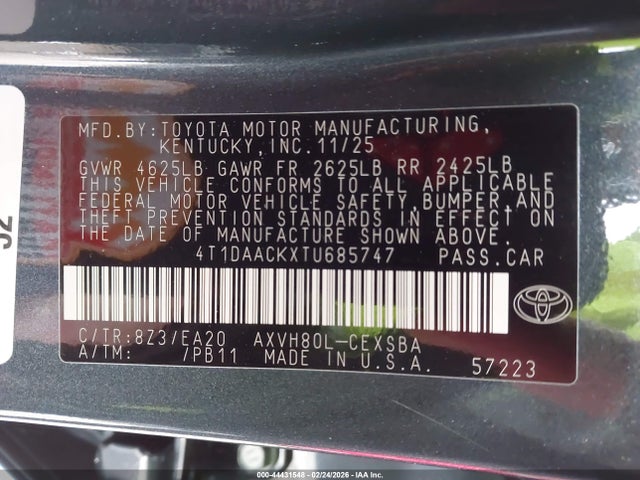 MFD.BY:TOYOTA MOTOR MANUFACTURING,
KENTUCKY,INC.11/25
GVWR 4625LB GAWR FR 2625LB RR 2425LB
THIS VEHICLE CONFORMS TO ALL APPLICABLE
FEDERAL MOTOR VEHICLE SAFETY,BUMPER,AND
THEFT PREVENTION STANDARDS IN EFFECT ON
THE DATE OF MANUFACTURE SHOWN ABOVE.
4T1DAACKXTU685747 PASS.CAR
C/TR:8Z3/EA20 AXVH80L-CEXSBA
A/TM: /PB11 MADE IN U.S.A. 57223
000-44431548 - 02/24/2026 - IAA Inc.